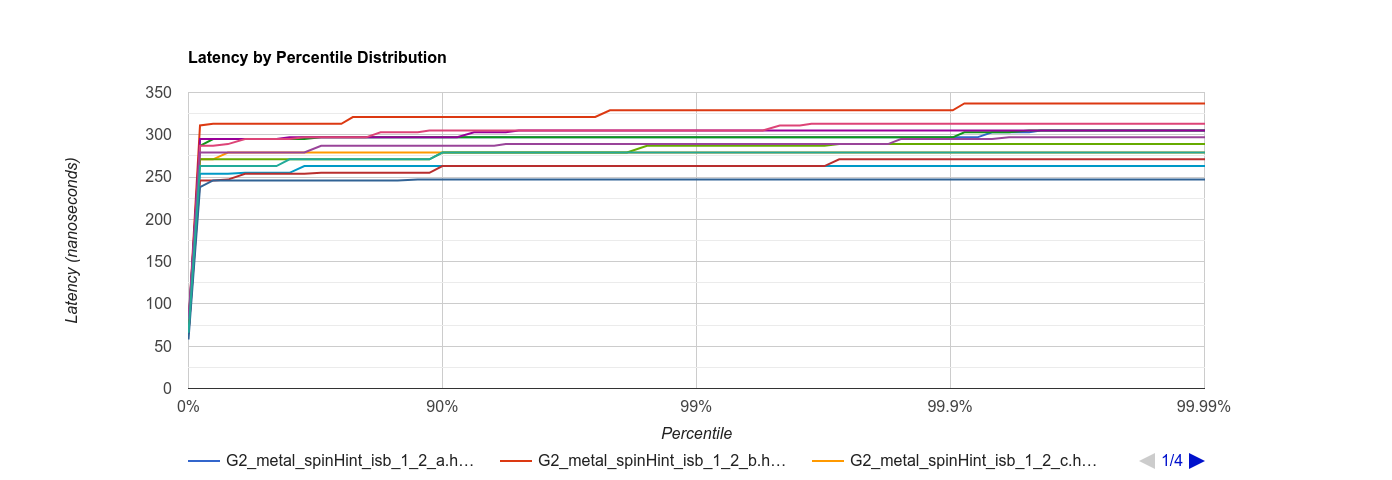 Latency by Percentile Distribution
350
300
250
200
150
100
50
0
Latency (nanoseconds)
0% 90% 99% 99.9% 99.99%
Percentile
G2_metal_spinHint_isb_1_2_a.h… G2_metal_spinHint_isb_1_2_b.h… G2_metal_spinHint_isb_1_2_c.h… 1/4